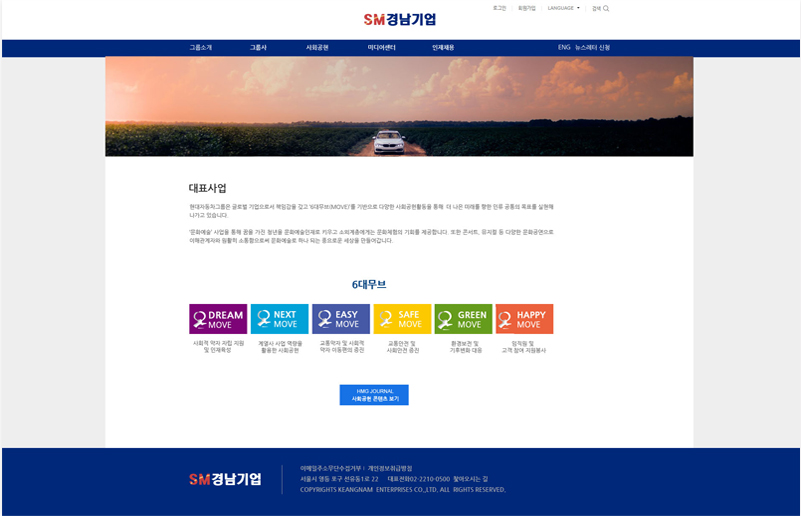 로그인 회원가입 LANGUAGE 검색
SM경남기업
그룹소개 그룹사 사회공헌 미디어센터 인재채용 ENG 뉴스레터 신청
대표사업
현대자동차그룹은 글로벌 기업으로서 책임감을 갖고 '6대무브(MOVE)'를 기반으로 다양한 사회공헌활동을 통해 더 나은 미래를 향한 인류 공통의 목표를 실현해
나가고 있습니다.
'문화예술' 사업을 통해 꿈을 가진 청년을 문화예술인재로 키우고 소외계층에게는 문화체험의 기회를 제공합니다. 또한 콘서트, 뮤지컬 등 다양한 문화공연으로
이해관계자와 원활히 소통함으로써 문화예술로 하나 되는 풍요로운 세상을 만들어갑니다.
6대무브
DREAM MOVE
NEXT MOVE
EASY MOVE
SAFE MOVE
GREEN MOVE
HAPPY MOVE
사회적 약자 자립 지원
및 인재육성
계열사 사업 역량을
활용한 사회공헌
교통약자 및 사회적
약자 이동편의 증진
교통안전 및
사회안전 증진
환경보전 및
기후변화 대응
임직원 및
고객 참여 자원봉사
HMG JOURNAL
사회공헌 콘텐츠 보기
SM경남기업
이메일주소무단수집거부 | 개인정보취급방침
서울시 영등 포구 선유동1로 22 대표전화02-2210-0500 찾아오시는 길
COPYRIGHTS KEANGNAM ENTERPRISES CO.,LTD. ALL RIGHTS RESERVED.